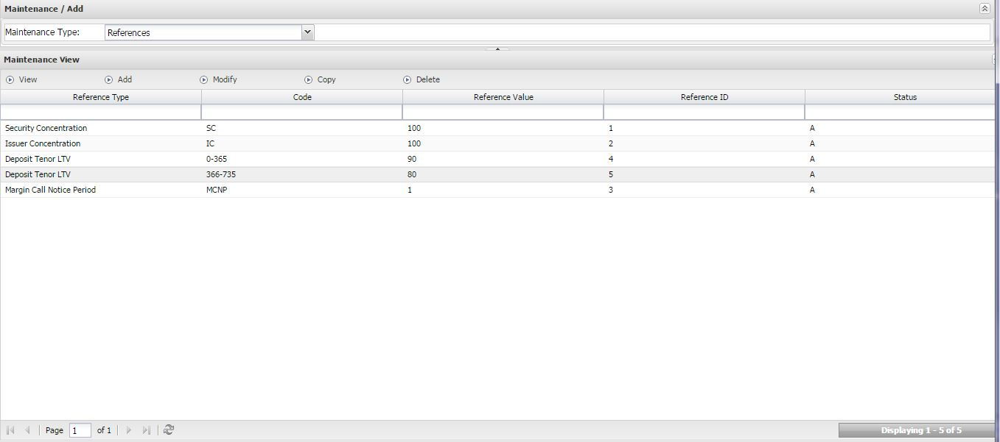 Maintenance / Add
Maintenance Type: References
Maintenance View
View Add Modify Copy Delete
Reference Type Code Reference Value Reference ID Status
Security Concentration SC 100 1 A
Issuer Concentration IC 100 2 A
Deposit Tenor LTV 0-365 90 4 A
Deposit Tenor LTV 366-735 80 5 A
Margin Call Notice Period MCNP 1 3 A
Page 1 of 1 Displaying 1 - 5 of 5